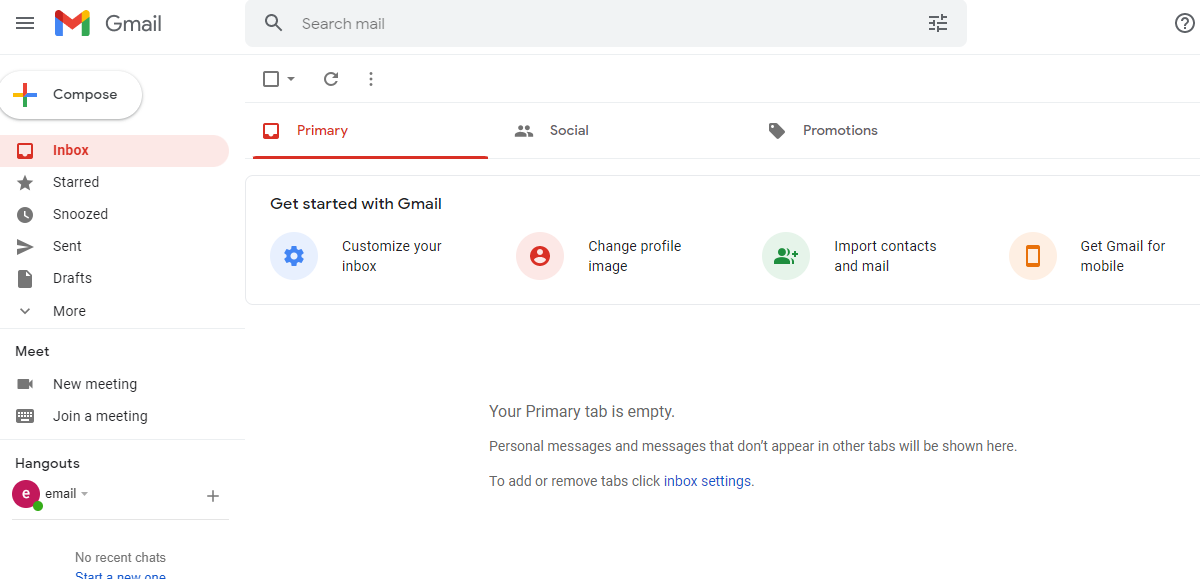 Gmail
Search mail
Compose
Inbox
Starred
Snoozed
Sent
Drafts
More
Meet
New meeting
Join a meeting
Hangouts
e
email
No recent chats
Start a new one
Primary
Social
Promotions
Get started with Gmail
Customize your
inbox
Change profile
image
Import contacts
and mail
Get Gmail for
mobile
Your Primary tab is empty.
Personal messages and messages that don’t appear in other tabs will be shown here.
To add or remove tabs click inbox settings.